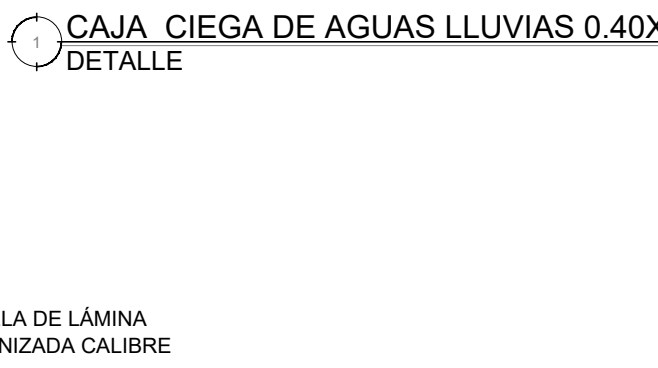 1
CAJA CIEGA DE AGUAS LLUVIAS 0.40X
DETALLE
LA DE LÁMINA
NIZADA CALIBRE